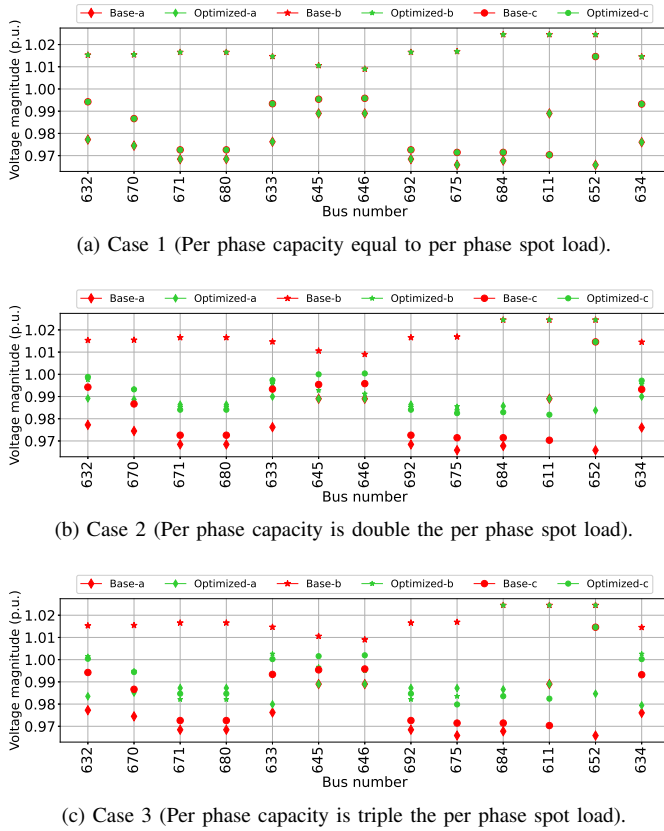 Base-a Optimized-a Base-b Optimized-b Base-c Optimized-c
Voltage magnitude (p.u.)
1.02
1.01
1.00
0.99
0.98
0.97
632 670 671 680 633 645 646 692 675 684 611 652 634
Bus number
(a) Case 1 (Per phase capacity equal to per phase spot load).
Base-a Optimized-a Base-b Optimized-b Base-c Optimized-c
Voltage magnitude (p.u.)
1.02
1.01
1.00
0.99
0.98
0.97
632 670 671 680 633 645 646 692 675 684 611 652 634
Bus number
(b) Case 2 (Per phase capacity is double the per phase spot load).
Base-a Optimized-a Base-b Optimized-b Base-c Optimized-c
Voltage magnitude (p.u.)
1.02
1.01
1.00
0.99
0.98
0.97
632 670 671 680 633 645 646 692 675 684 611 652 634
Bus number
(c) Case 3 (Per phase capacity is triple the per phase spot load).